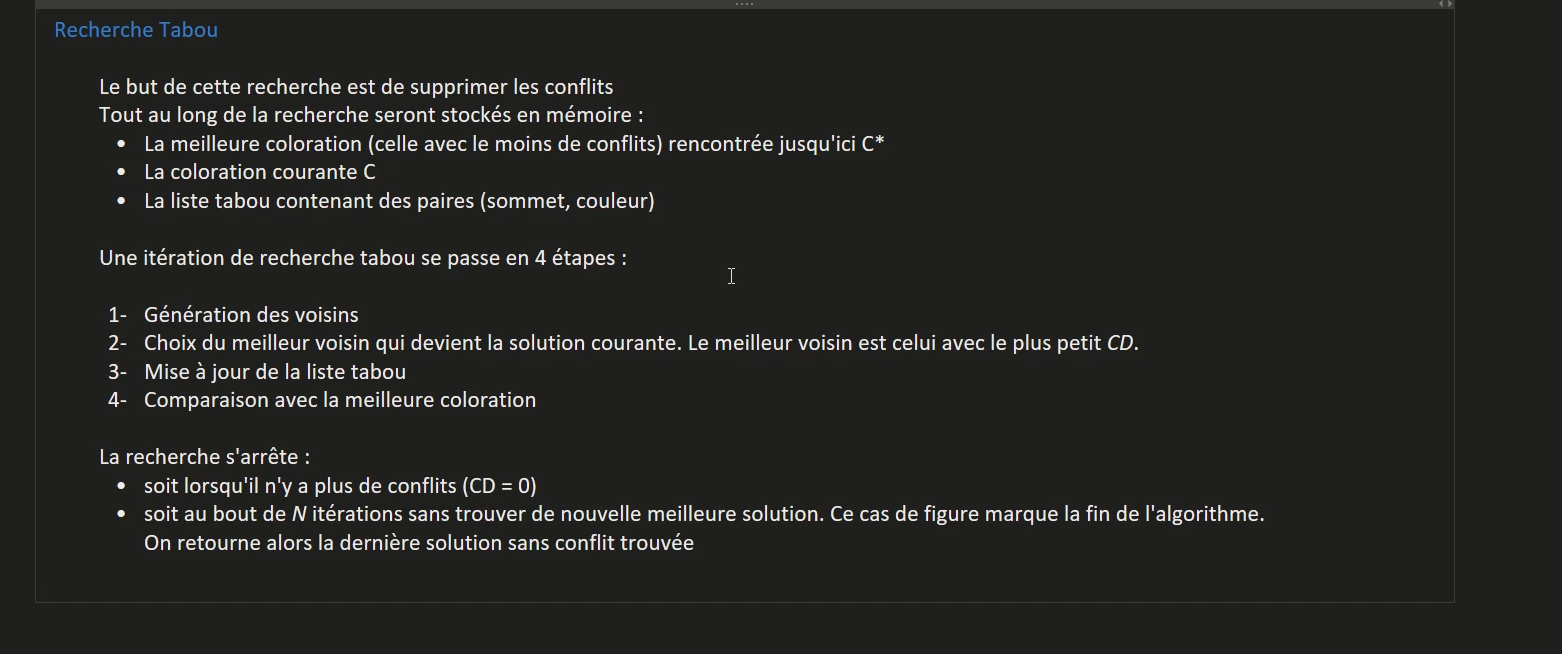 Recherche Tabou
Le but de cette recherche est de supprimer les conflits
Tout au long de la recherche seront stockés en mémoire :
• La meilleure coloration (celle avec le moins de conflits) rencontrée jusqu'ici C*
• La coloration courante C
• La liste tabou contenant des paires (sommet, couleur)
Une itération de recherche tabou se passe en 4 étapes :
1- Génération des voisins
2- Choix du meilleur voisin qui devient la solution courante. Le meilleur voisin est celui avec le plus petit CD.
3- Mise à jour de la liste tabou
4- Comparaison avec la meilleure coloration
La recherche s'arrête :
• soit lorsqu'il n'y a plus de conflits (CD = 0)
• soit au bout de N itérations sans trouver de nouvelle meilleure solution. Ce cas de figure marque la fin de l'algorithme.
On retourne alors la dernière solution sans conflit trouvée